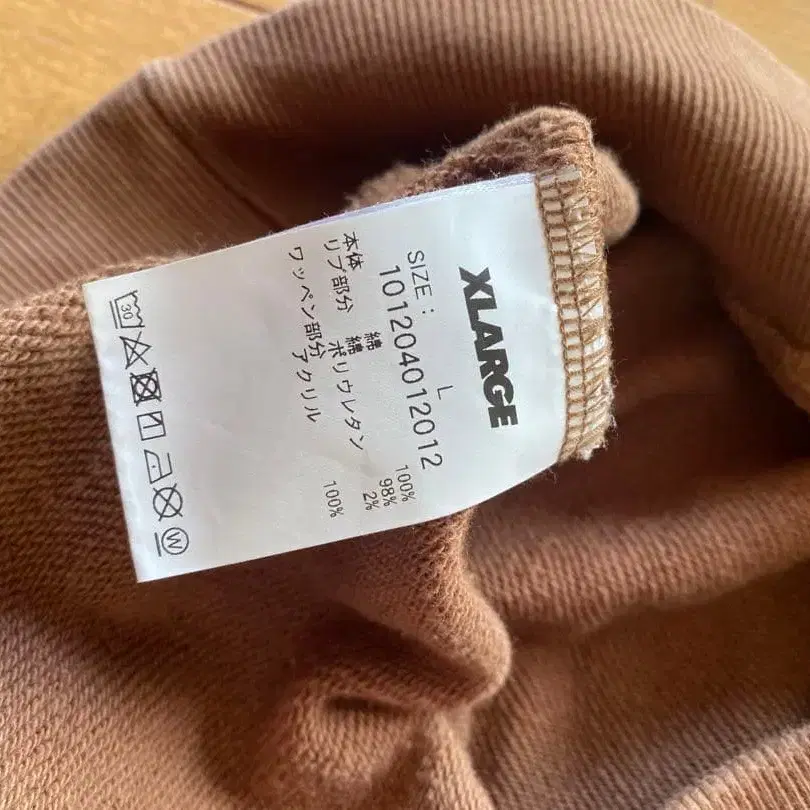 XLARGE
SIZE: L
101204012012
本体 綿 100%
リブ部分 綿 98%
ポリウレタン 2%
ワッペン部分
アクリル 100%
30
W